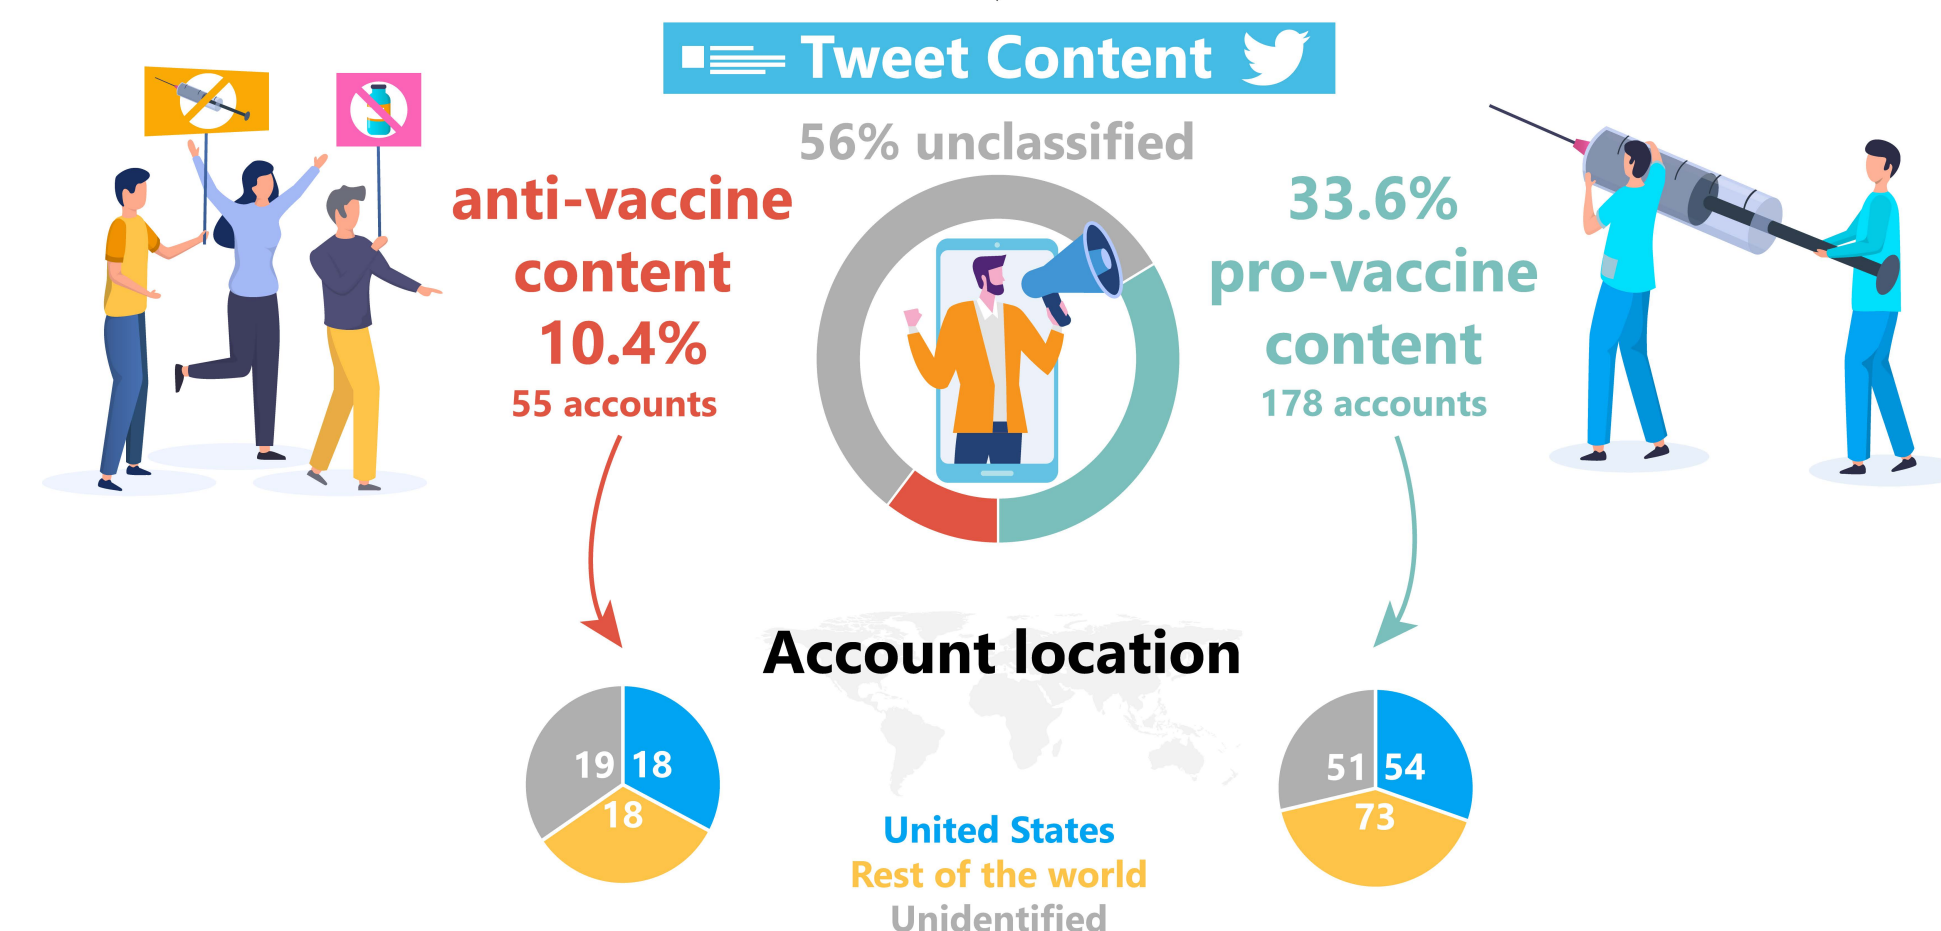 Tweet Content
56% unclassified
anti-vaccine
content
10.4%
55 accounts
33.6%
pro-vaccine
content
178 accounts
Account location
19 18
18
51 54
73
United States
Rest of the world
Unidentified